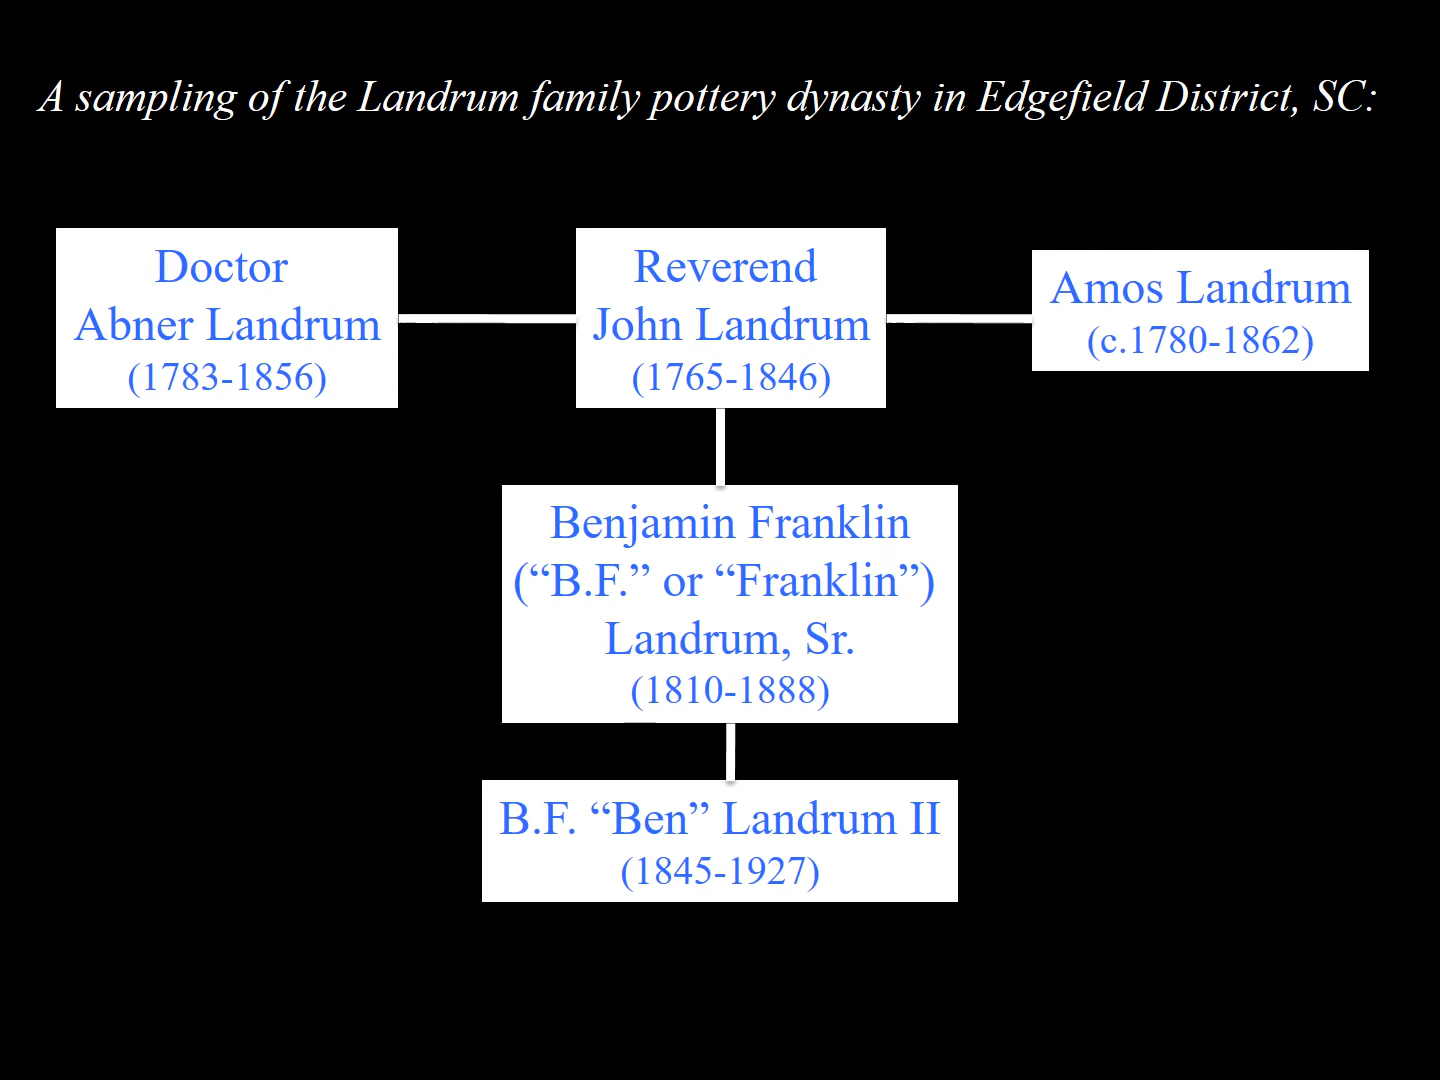 A sampling of the Landrum family pottery dynasty in Edgefield District, SC:
Doctor
Abner Landrum
(1783-1856)
Reverend
John Landrum
(1765-1846)
Amos Landrum
(c.1780-1862)
Benjamin Franklin
(“B.F.” or “Franklin”)
Landrum, Sr.
(1810-1888)
B.F. “Ben” Landrum II
(1845-1927)